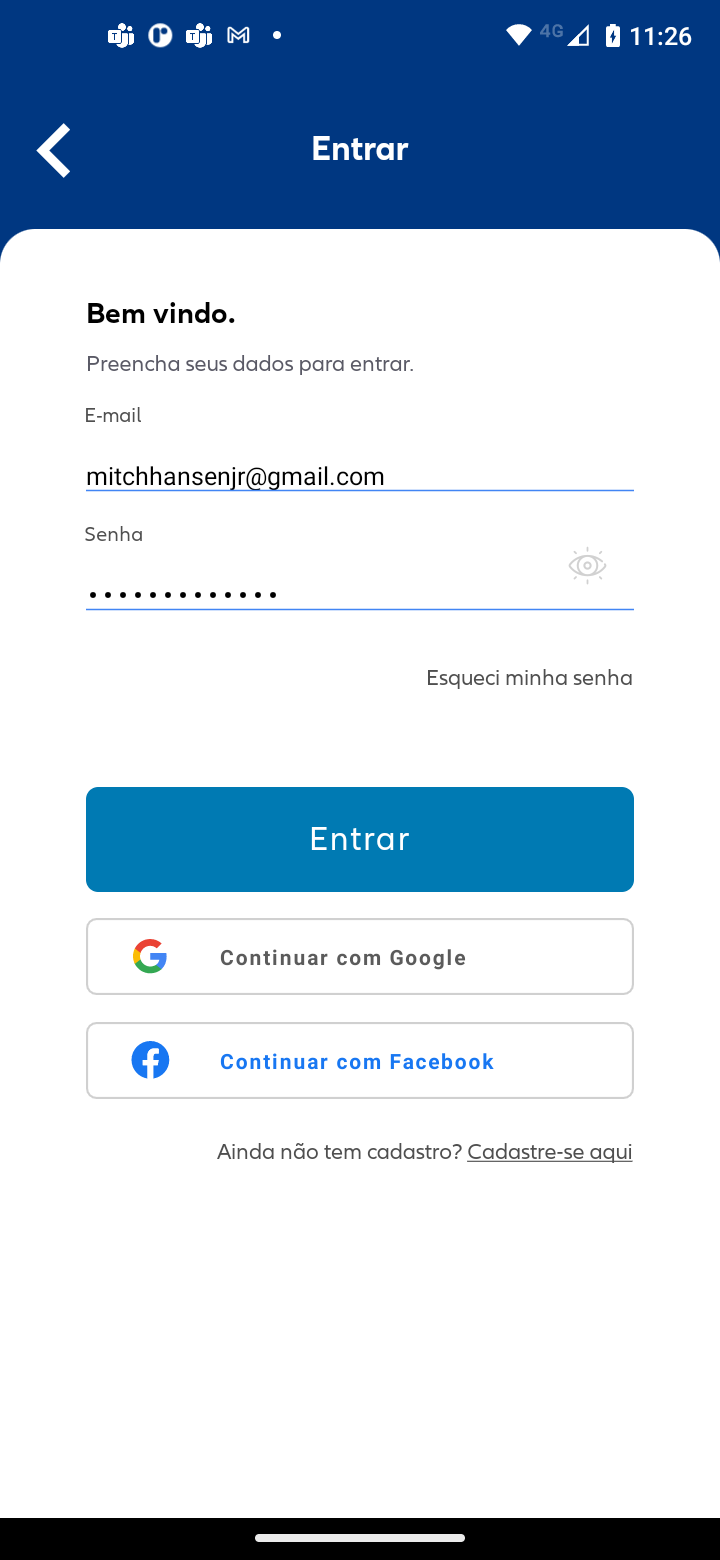 4G 11:26
Entrar
Bem vindo.
Preencha seus dados para entrar.
E-mail
mitchhansenjr@gmail.com
Senha
•••••••••••••
Esqueci minha senha
Entrar
Continuar com Google
Continuar com Facebook
Ainda não tem cadastro? Cadastre-se aqui